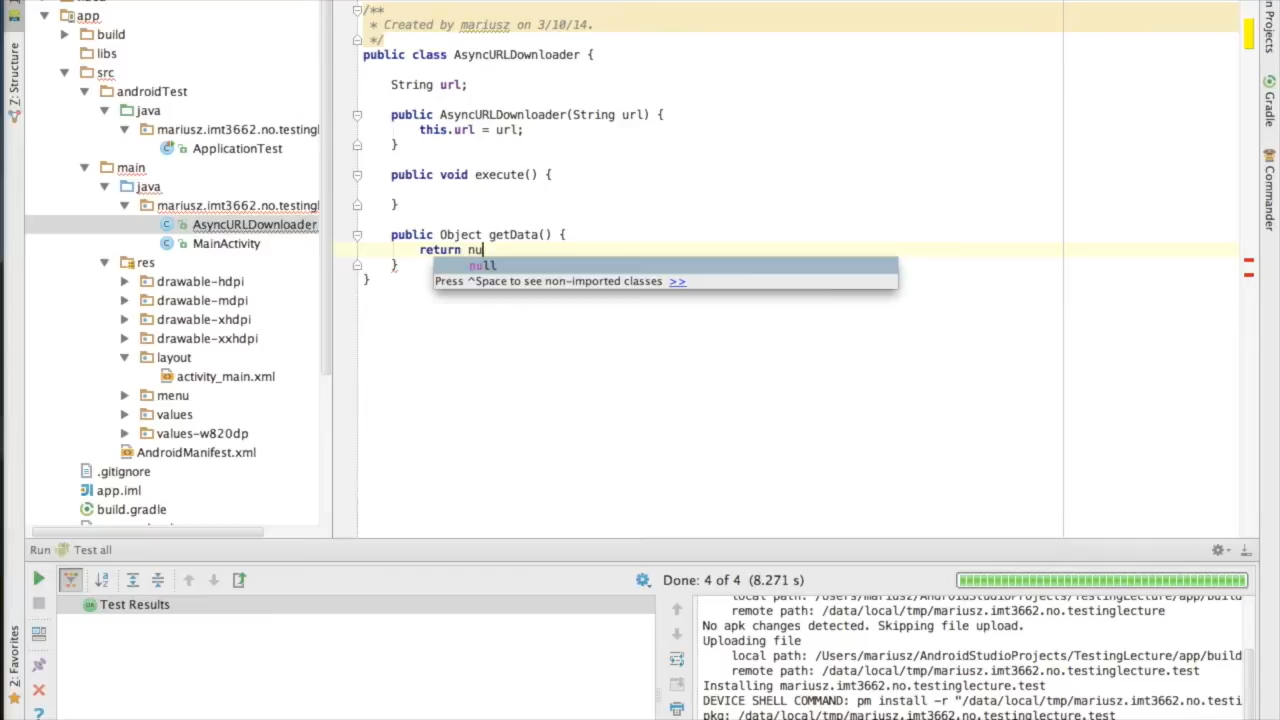 app
build
libs
src
androidTest
java
mariusz.imt3662.no.testingl
ApplicationTest
main
java
mariusz.imt3662.no.testingl
AsyncURLDownloader
MainActivity
res
drawable-hdpi
drawable-mdpi
drawable-xhdpi
drawable-xxhdpi
layout
activity_main.xml
menu
values
values-w820dp
AndroidManifest.xml
.gitignore
app.iml
build.gradle
7: Structure
2: Favorites
/**
* Created by mariusz on 3/10/14.
*/
public class AsyncURLDownloader {
String url;
public AsyncURLDownloader(String url) {
this.url = url;
}
public void execute() {
}
public Object getData() {
return nu
null
Press ^Space to see non-imported classes >>
}
}
n Projects
Gradle
Commander
Run Test all
Done: 4 of 4 (8.271 s)
Test Results
local path: /Users/mariusz/AndroidStudioProjects/TestingLecture/app/build
remote path: /data/local/tmp/mariusz.imt3662.no.testinglecture
No apk changes detected. Skipping file upload.
Uploading file
local path: /Users/mariusz/AndroidStudioProjects/TestingLecture/app/build
remote path: /data/local/tmp/mariusz.imt3662.no.testinglecture.test
Installing mariusz.imt3662.no.testinglecture.test
DEVICE SHELL COMMAND: pm install -r "/data/local/tmp/mariusz.imt3662.no.testi
pkg: /data/local/tmp/mariusz.imt3662.no.testinglecture.test